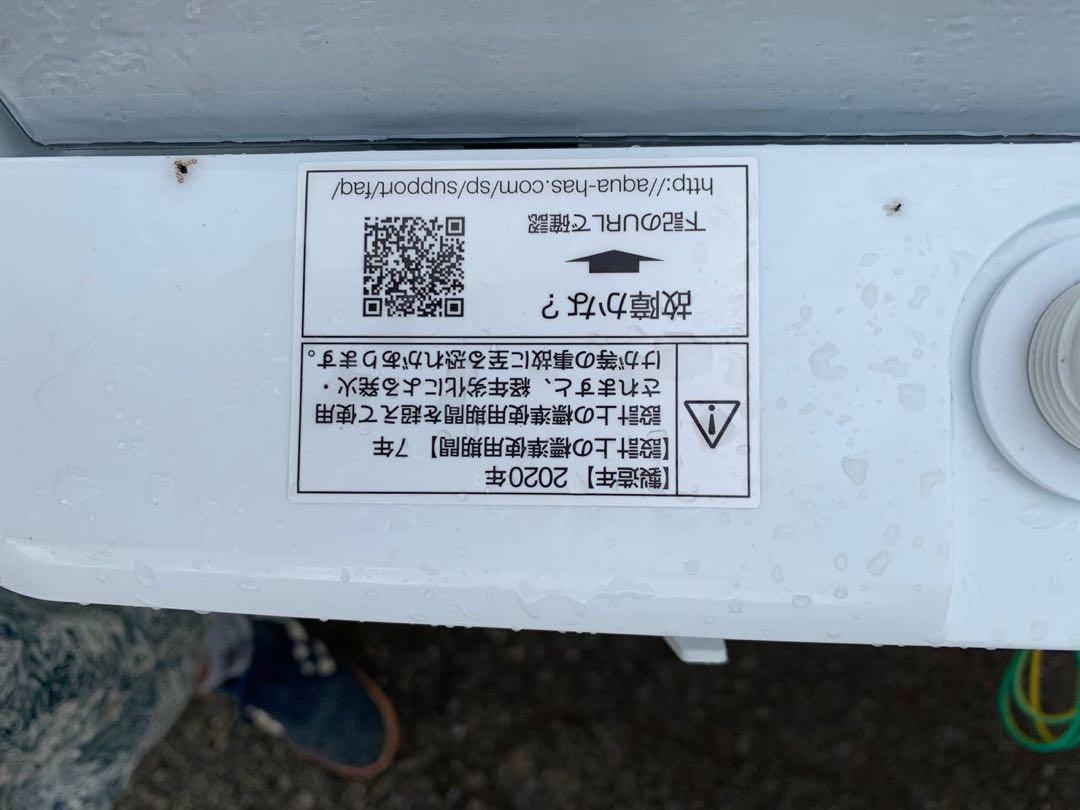 【製造年】2020年
【設計上の標準使用期間】7年
設計上の標準使用期間を超えて使用
されますと、経年劣化による発火・
けが等の事故に至る恐れがあります。
故障かな?
下記のURLで確認
http://aqua-has.com/sp/support/faq/